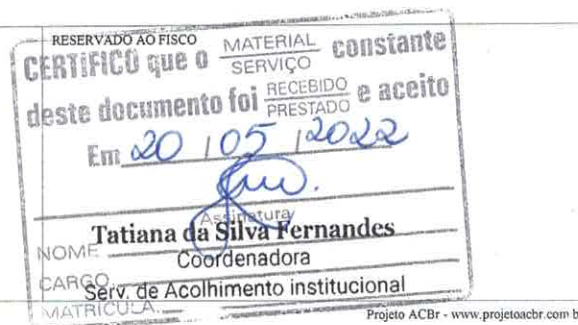 RESERVADO AO FISCO
CERTIFICO que o MATERIAL SERVIÇO constante
deste documento foi RECEBIDO PRESTADO e aceito
Em 20 / 05 / 2022
Assinatura
NOME Tatiana da Silva Fernandes
Coordenadora
CARGO Serv. de Acolhimento institucional
MATRÍCULA
Projeto ACBr - www.projetoacbr.com b